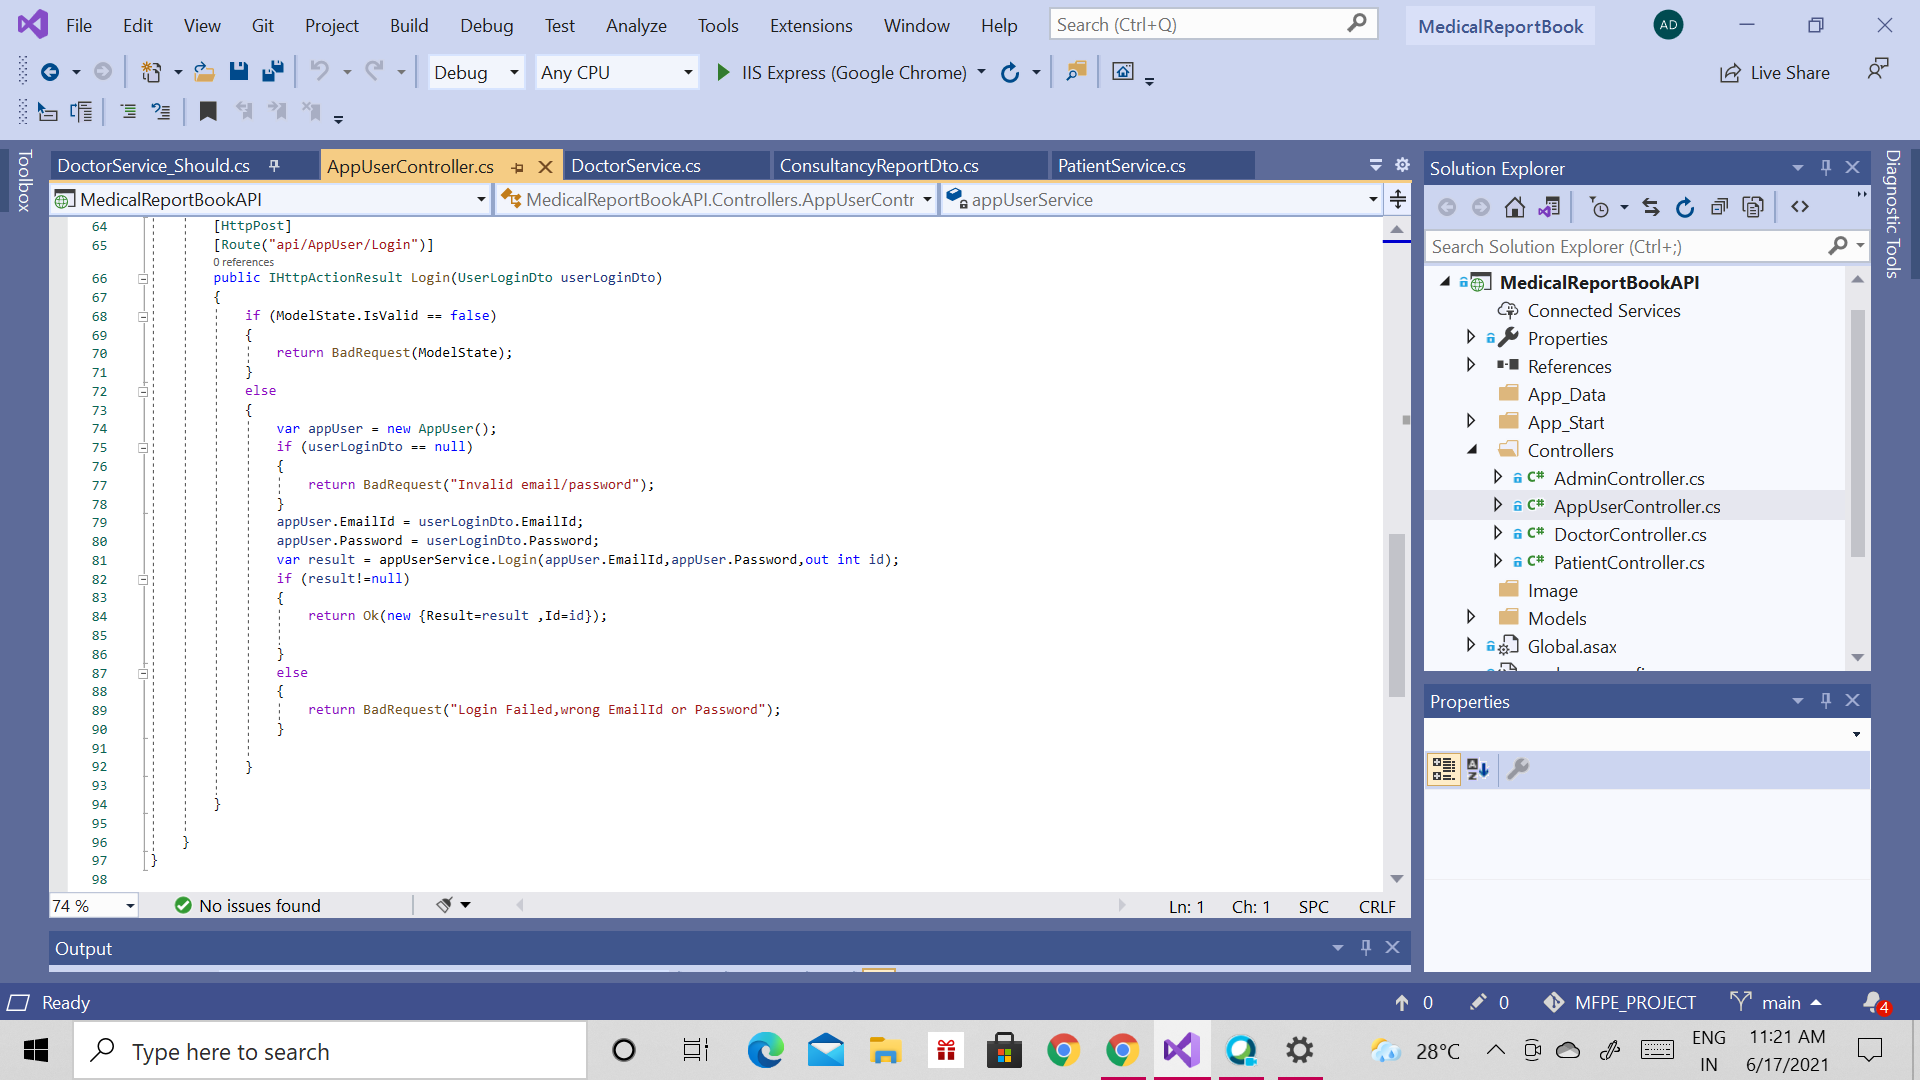 File Edit View Git Project Build Debug Test Analyze Tools Extensions Window Help Search (Ctrl+Q) MedicalReportBook AD
Debug Any CPU IIS Express (Google Chrome) Live Share
Toolbox
DoctorService_Should.cs AppUserController.cs DoctorService.cs ConsultancyReportDto.cs PatientService.cs
MedicalReportBookAPI MedicalReportBookAPI.Controllers.AppUserContr appUserService
64 [HttpPost]
65 [Route("api/AppUser/Login")]
0 references
66 public IHttpActionResult Login(UserLoginDto userLoginDto)
67 {
68 if (ModelState.IsValid == false)
69 {
70 return BadRequest(ModelState);
71 }
72 else
73 {
74 var appUser = new AppUser();
75 if (userLoginDto == null)
76 {
77 return BadRequest("Invalid email/password");
78 }
79 appUser.EmailId = userLoginDto.EmailId;
80 appUser.Password = userLoginDto.Password;
81 var result = appUserService.Login(appUser.EmailId,appUser.Password,out int id);
82 if (result!=null)
83 {
84 return Ok(new {Result=result ,Id=id});
85
86 }
87 else
88 {
89 return BadRequest("Login Failed,wrong EmailId or Password");
90 }
91
92 }
93
94 }
95
96 }
97 }
98
74 % No issues found Ln: 1 Ch: 1 SPC CRLF
Output
Solution Explorer
Search Solution Explorer (Ctrl+;)
MedicalReportBookAPI
Connected Services
Properties
References
App_Data
App_Start
Controllers
C# AdminController.cs
C# AppUserController.cs
C# DoctorController.cs
C# PatientController.cs
Image
Models
Global.asax
Properties
Diagnostic Tools
Ready 0 0 MFPE_PROJECT main 4
Type here to search 28°C ENG IN 11:21 AM 6/17/2021